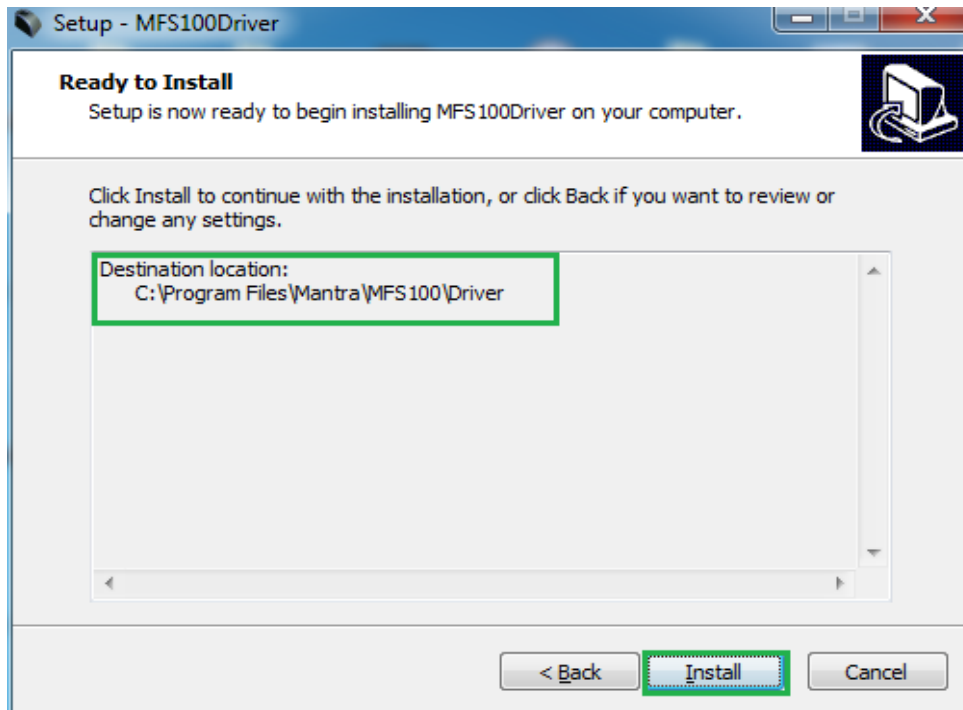 Setup - MFS100Driver
Ready to Install
Setup is now ready to begin installing MFS100Driver on your computer.
Click Install to continue with the installation, or click Back if you want to review or
change any settings.
Destination location:
C:\Program Files\Mantra\MFS100\Driver
< Back
Install
Cancel